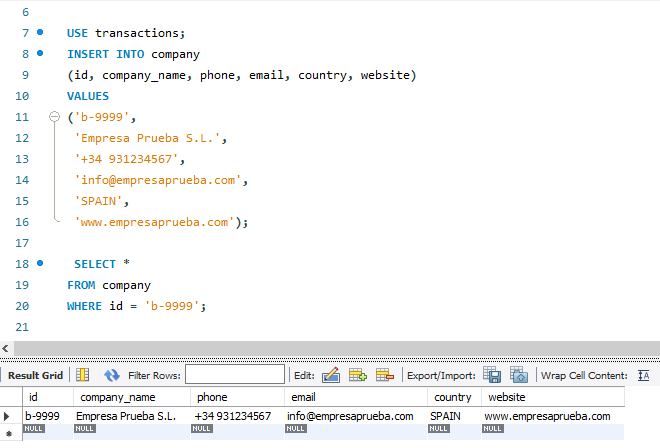 6
7 USE transactions;
8 INSERT INTO company
9 (id, company_name, phone, email, country, website)
10 VALUES
11 ('b-9999',
12 'Empresa Prueba S.L.',
13 '+34 931234567',
14 'info@empresaprueba.com',
15 'SPAIN',
16 'www.empresaprueba.com');
17
18 SELECT *
19 FROM company
20 WHERE id = 'b-9999';
21
Result Grid Filter Rows: Edit: Export/Import: Wrap Cell Content:
id company_name phone email country website
b-9999 Empresa Prueba S.L. +34 931234567 info@empresaprueba.com SPAIN www.empresaprueba.com
NULL NULL NULL NULL NULL NULL